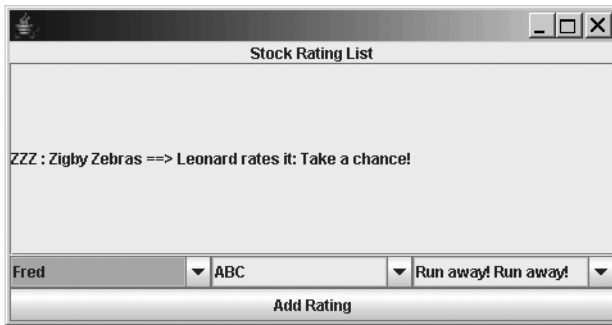 Stock Rating List
ZZZ : Zigby Zebras ==> Leonard rates it: Take a chance!
Fred ABC Run away! Run away!
Add Rating